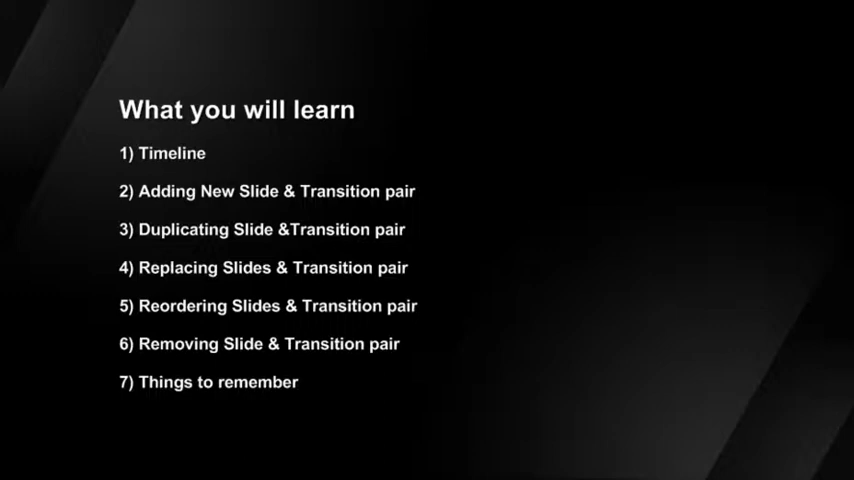 What you will learn
1) Timeline
2) Adding New Slide & Transition pair
3) Duplicating Slide &Transition pair
4) Replacing Slides & Transition pair
5) Reordering Slides & Transition pair
6) Removing Slide & Transition pair
7) Things to remember